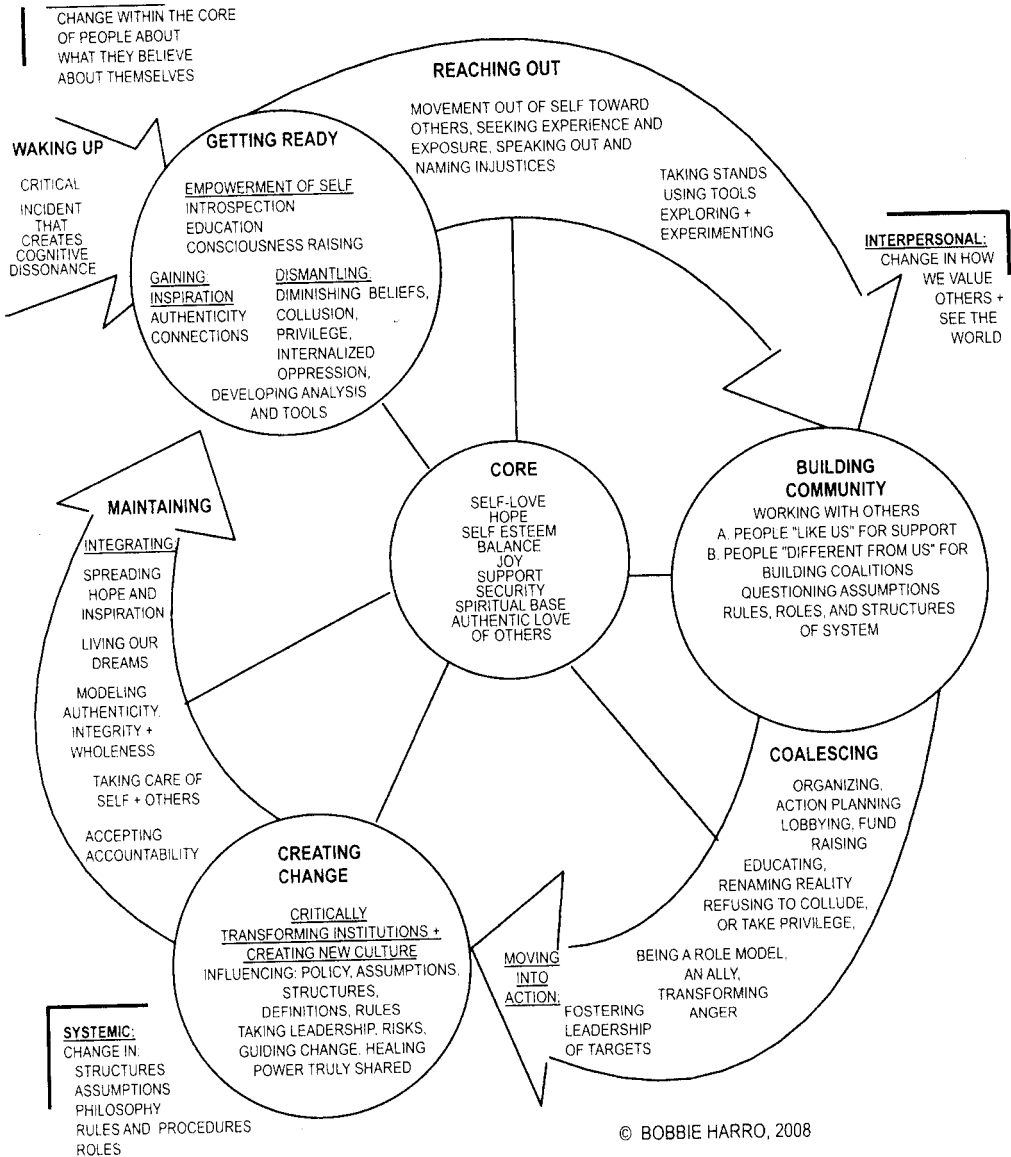 CHANGE WITHIN THE CORE
OF PEOPLE ABOUT
WHAT THEY BELIEVE
ABOUT THEMSELVES
WAKING UP
CRITICAL
INCIDENT
THAT
CREATES
COGNITIVE
DISSONANCE
GETTING READY
EMPOWERMENT OF SELF
INTROSPECTION
EDUCATION
CONSCIOUSNESS RAISING
GAINING:
INSPIRATION
AUTHENTICITY
CONNECTIONS
DISMANTLING:
DIMINISHING BELIEFS,
COLLUSION,
PRIVILEGE,
INTERNALIZED
OPPRESSION,
DEVELOPING ANALYSIS
AND TOOLS
REACHING OUT
MOVEMENT OUT OF SELF TOWARD
OTHERS, SEEKING EXPERIENCE AND
EXPOSURE, SPEAKING OUT AND
NAMING INJUSTICES
TAKING STANDS
USING TOOLS
EXPLORING +
EXPERIMENTING
INTERPERSONAL:
CHANGE IN HOW
WE VALUE
OTHERS +
SEE THE
WORLD
BUILDING
COMMUNITY
WORKING WITH OTHERS
A. PEOPLE "LIKE US" FOR SUPPORT
B. PEOPLE "DIFFERENT FROM US" FOR
BUILDING COALITIONS
QUESTIONING ASSUMPTIONS
RULES, ROLES, AND STRUCTURES
OF SYSTEM
CORE
SELF-LOVE
HOPE
SELF ESTEEM
BALANCE
JOY
SUPPORT
SECURITY
SPIRITUAL BASE
AUTHENTIC LOVE
OF OTHERS
COALESCING
ORGANIZING,
ACTION PLANNING
LOBBYING, FUND
RAISING
EDUCATING,
RENAMING REALITY
REFUSING TO COLLUDE,
OR TAKE PRIVILEGE,
BEING A ROLE MODEL,
AN ALLY,
TRANSFORMING
ANGER
MOVING
INTO
ACTION:
FOSTERING
LEADERSHIP
OF TARGETS
CREATING
CHANGE
CRITICALLY
TRANSFORMING INSTITUTIONS +
CREATING NEW CULTURE
INFLUENCING: POLICY, ASSUMPTIONS,
STRUCTURES,
DEFINITIONS, RULES
TAKING LEADERSHIP, RISKS,
GUIDING CHANGE. HEALING
POWER TRULY SHARED
MAINTAINING
INTEGRATING:
SPREADING
HOPE AND
INSPIRATION
LIVING OUR
DREAMS
MODELING
AUTHENTICITY,
INTEGRITY +
WHOLENESS
TAKING CARE OF
SELF + OTHERS
ACCEPTING
ACCOUNTABILITY
SYSTEMIC:
CHANGE IN:
STRUCTURES
ASSUMPTIONS
PHILOSOPHY
RULES AND PROCEDURES
ROLES
© BOBBIE HARRO, 2008